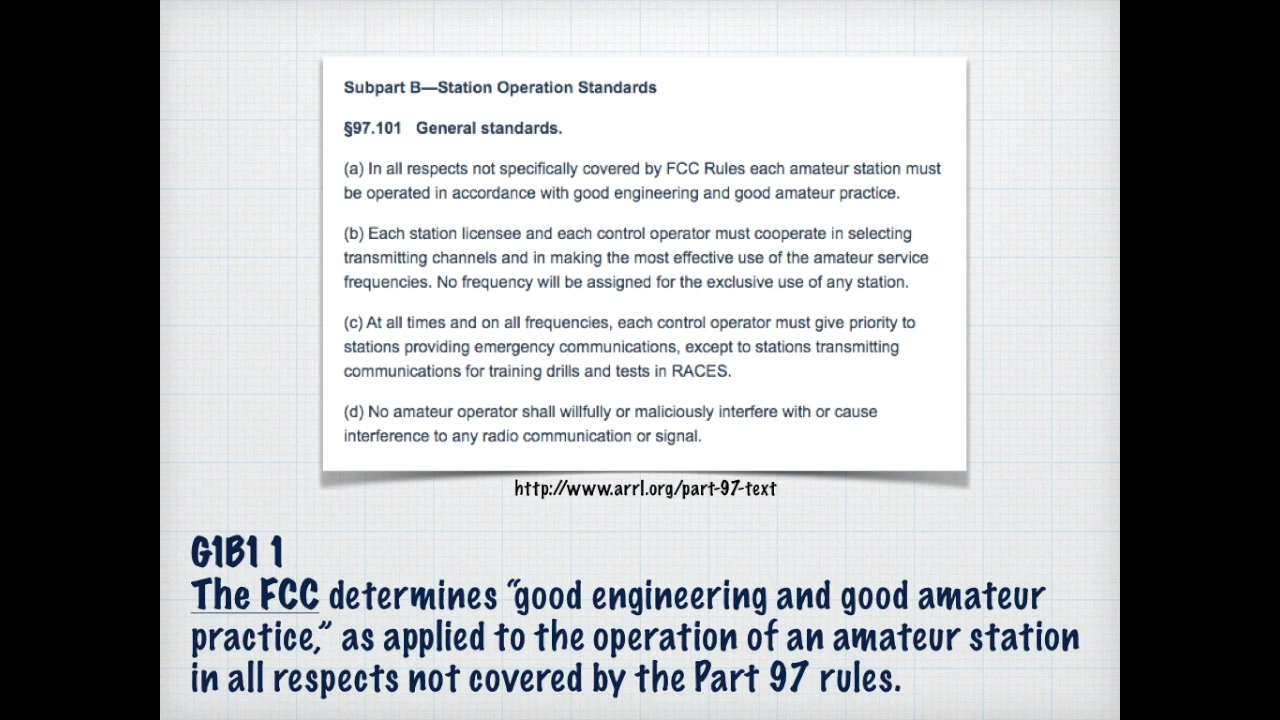 Subpart B—Station Operation Standards
§97.101 General standards.
(a) In all respects not specifically covered by FCC Rules each amateur station must
be operated in accordance with good engineering and good amateur practice.
(b) Each station licensee and each control operator must cooperate in selecting
transmitting channels and in making the most effective use of the amateur service
frequencies. No frequency will be assigned for the exclusive use of any station.
(c) At all times and on all frequencies, each control operator must give priority to
stations providing emergency communications, except to stations transmitting
communications for training drills and tests in RACES.
(d) No amateur operator shall willfully or maliciously interfere with or cause
interference to any radio communication or signal.
http://www.arrl.org/part-97-text
G1B1 1
The FCC determines “good engineering and good amateur
practice,” as applied to the operation of an amateur station
in all respects not covered by the Part 97 rules.